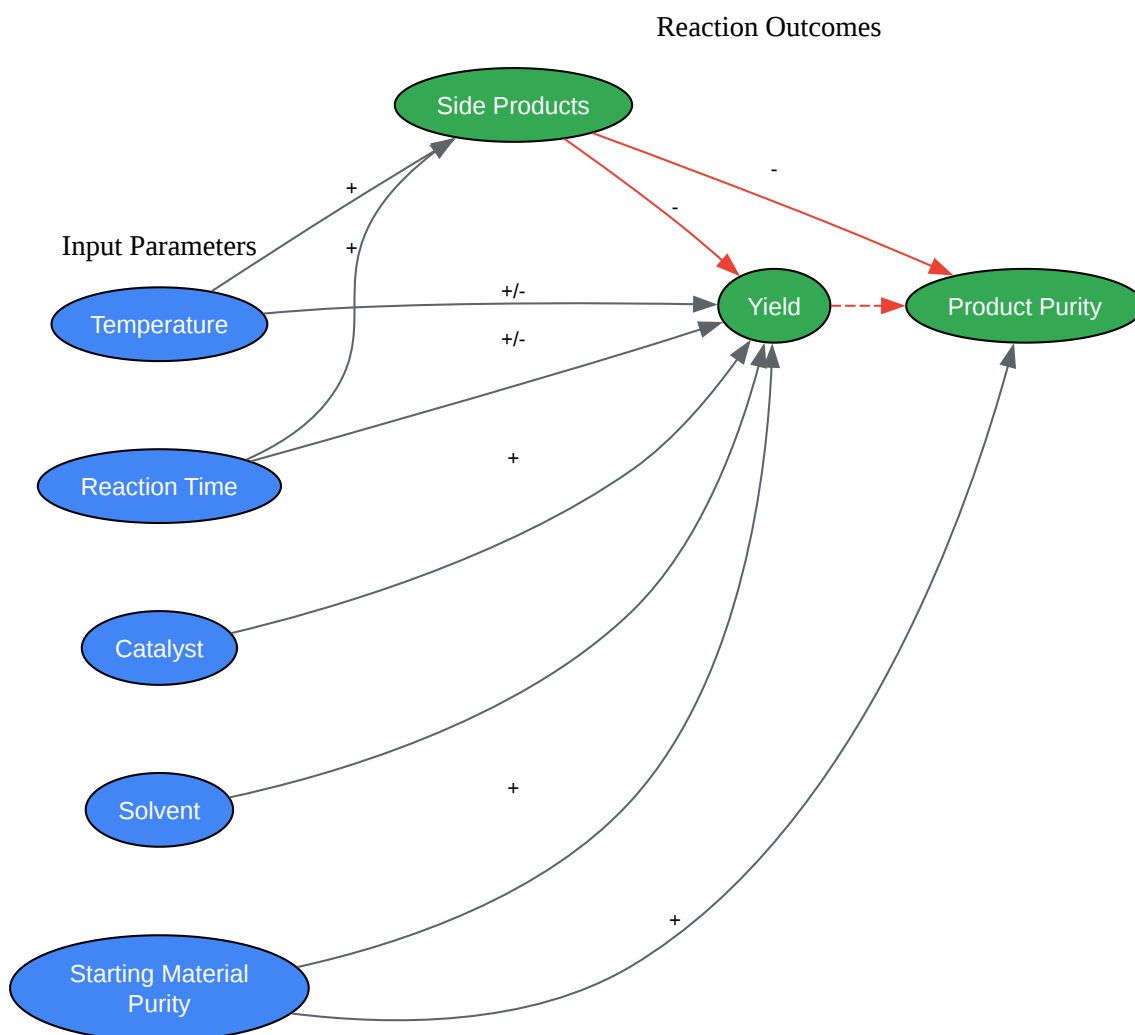 Reaction Outcomes
Side Products
-
+
-
Input Parameters
+
+/-
Temperature
Yield
Product Purity
+/-
+
Reaction Time
Catalyst
+
Solvent
+
Starting Material
Purity